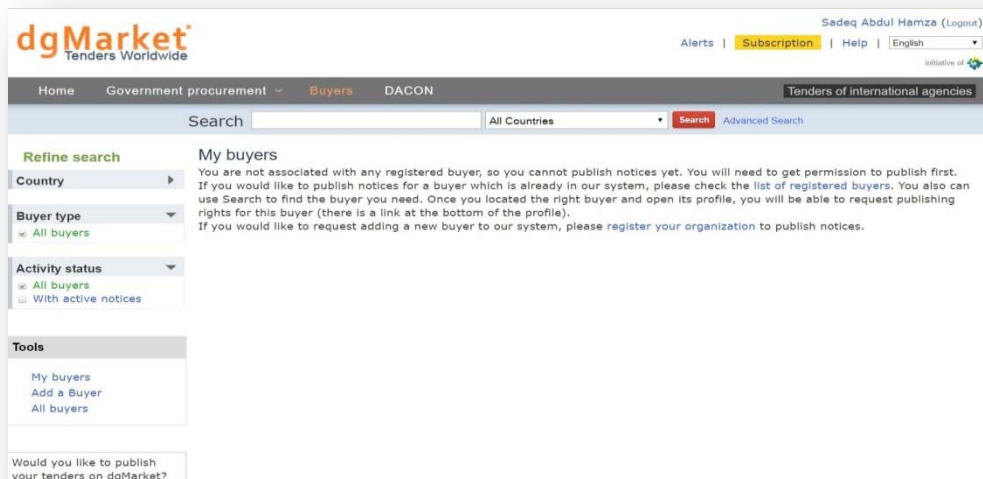 dgMarket
Tenders Worldwide
Sadeq Abdul Hamza (Logout)
Alerts | Subscription | Help | English
initiative of
Home Government procurement Buyers DACON Tenders of international agencies
Search All Countries Search Advanced Search
Refine search
Country
Buyer type
All buyers
Activity status
All buyers
With active notices
Tools
My buyers
Add a Buyer
All buyers
Would you like to publish
your tenders on dgMarket?
My buyers
You are not associated with any registered buyer, so you cannot publish notices yet. You will need to get permission to publish first.
If you would like to publish notices for a buyer which is already in our system, please check the list of registered buyers. You also can
use Search to find the buyer you need. Once you located the right buyer and open its profile, you will be able to request publishing
rights for this buyer (there is a link at the bottom of the profile).
If you would like to request adding a new buyer to our system, please register your organization to publish notices.